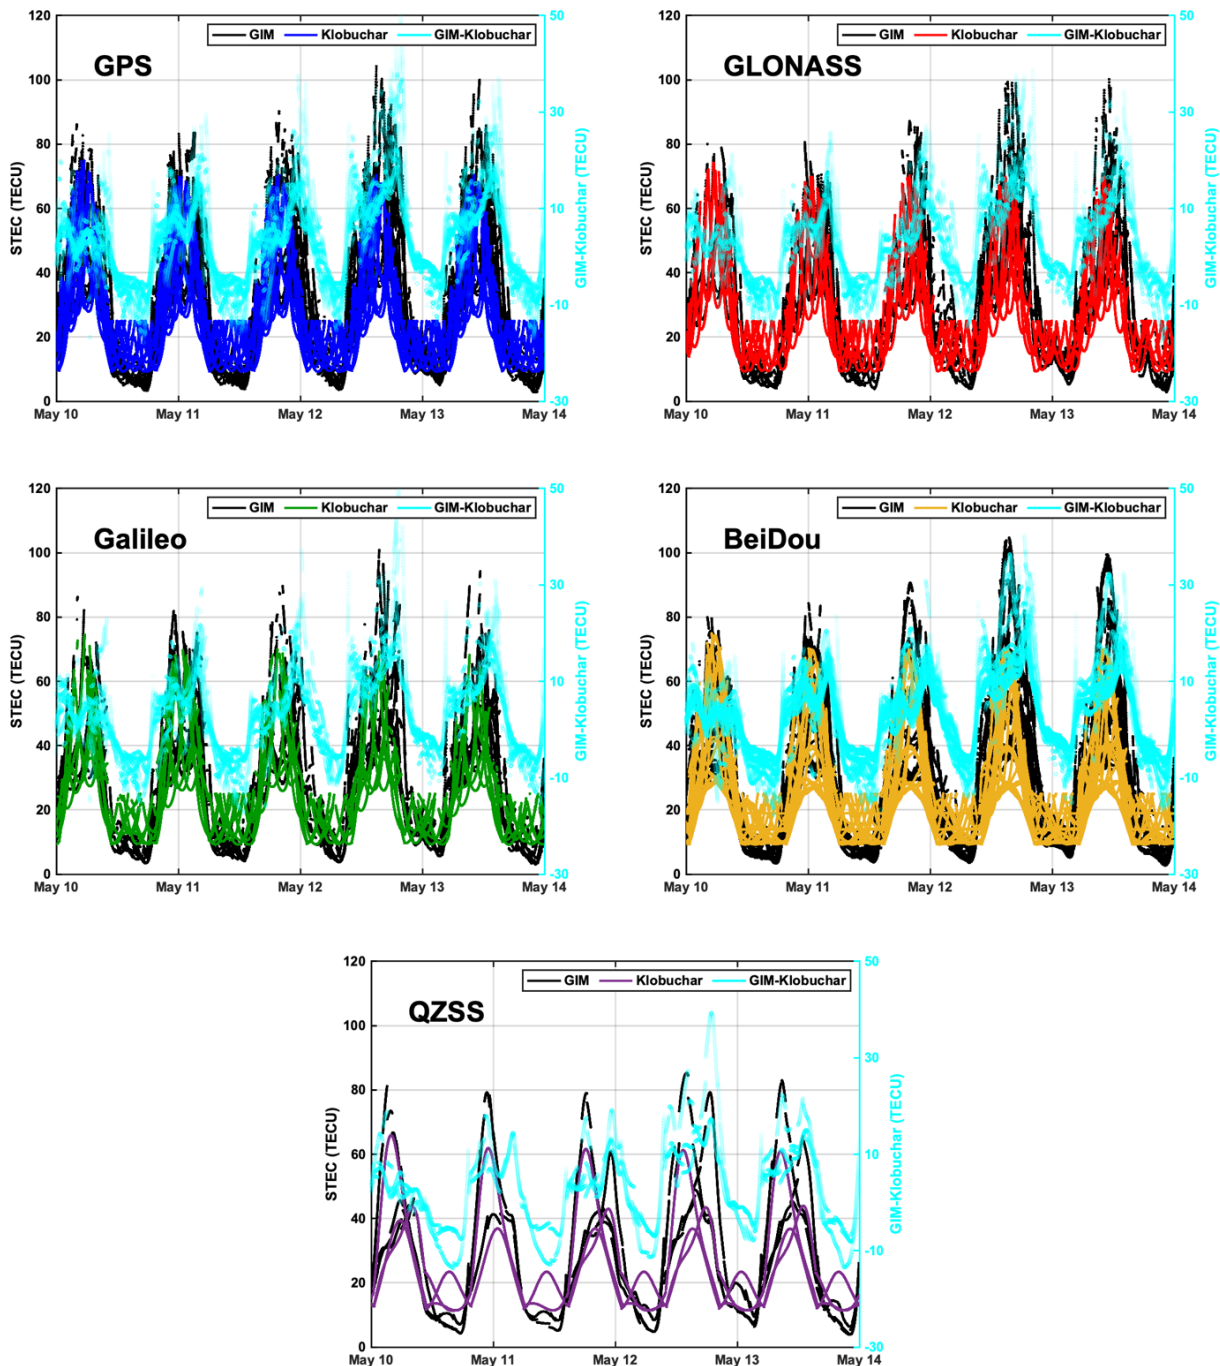 GPS
GIM Klobuchar GIM-Klobuchar
STEC (TECU)
0 20 40 60 80 100 120
May 10 May 11 May 12 May 13 May 14
-30 -10 10 30 50
GIM-Klobuchar (TECU)
GLONASS
GIM Klobuchar GIM-Klobuchar
STEC (TECU)
0 20 40 60 80 100 120
May 10 May 11 May 12 May 13 May 14
-30 -10 10 30 50
GIM-Klobuchar (TECU)
Galileo
GIM Klobuchar GIM-Klobuchar
STEC (TECU)
0 20 40 60 80 100 120
May 10 May 11 May 12 May 13 May 14
-30 -10 10 30 50
GIM-Klobuchar (TECU)
BeiDou
GIM Klobuchar GIM-Klobuchar
STEC (TECU)
0 20 40 60 80 100 120
May 10 May 11 May 12 May 13 May 14
-30 -10 10 30 50
GIM-Klobuchar (TECU)
QZSS
GIM Klobuchar GIM-Klobuchar
STEC (TECU)
0 20 40 60 80 100 120
May 10 May 11 May 12 May 13 May 14
-30 -10 10 30 50
GIM-Klobuchar (TECU)